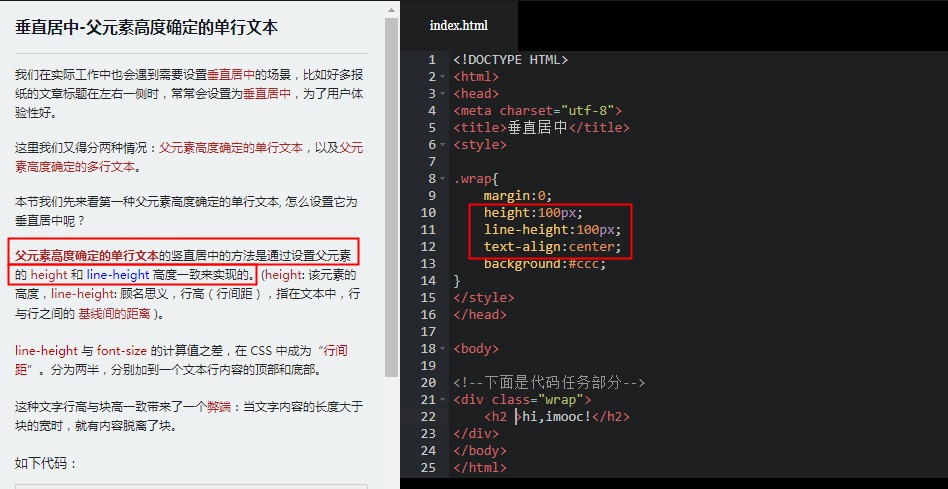 垂直居中-父元素高度确定的单行文本
我们在实际工作中也会遇到需要设置垂直居中的场景，比如好多报
纸的文章标题在左右一侧时，常常会设置为垂直居中，为了用户体
验性好。
这里我们又得分两种情况：父元素高度确定的单行文本，以及父元
素高度确定的多行文本。
本节我们先来看第一种父元素高度确定的单行文本, 怎么设置它为
垂直居中呢？
父元素高度确定的单行文本的竖直居中的方法是通过设置父元素
的 height 和 line-height 高度一致来实现的。(height: 该元素的
高度，line-height: 顾名思义，行高（行间距），指在文本中，行
与行之间的 基线间的距离 )。
line-height 与 font-size 的计算值之差，在 CSS 中成为“行间
距”。分为两半，分别加到一个文本行内容的顶部和底部。
这种文字行高与块高一致带来了一个弊端：当文字内容的长度大于
块的宽时，就有内容脱离了块。
如下代码：
index.html
1 <!DOCTYPE HTML>
2 <html>
3 <head>
4 <meta charset="utf-8">
5 <title>垂直居中</title>
6 <style>
7
8 .wrap{
9 margin:0;
10 height:100px;
11 line-height:100px;
12 text-align:center;
13 background:#ccc;
14 }
15 </style>
16 </head>
17
18 <body>
19
20 <!--下面是代码任务部分-->
21 <div class="wrap">
22 <h2 >hi,imooc!</h2>
23 </div>
24 </body>
25 </html>